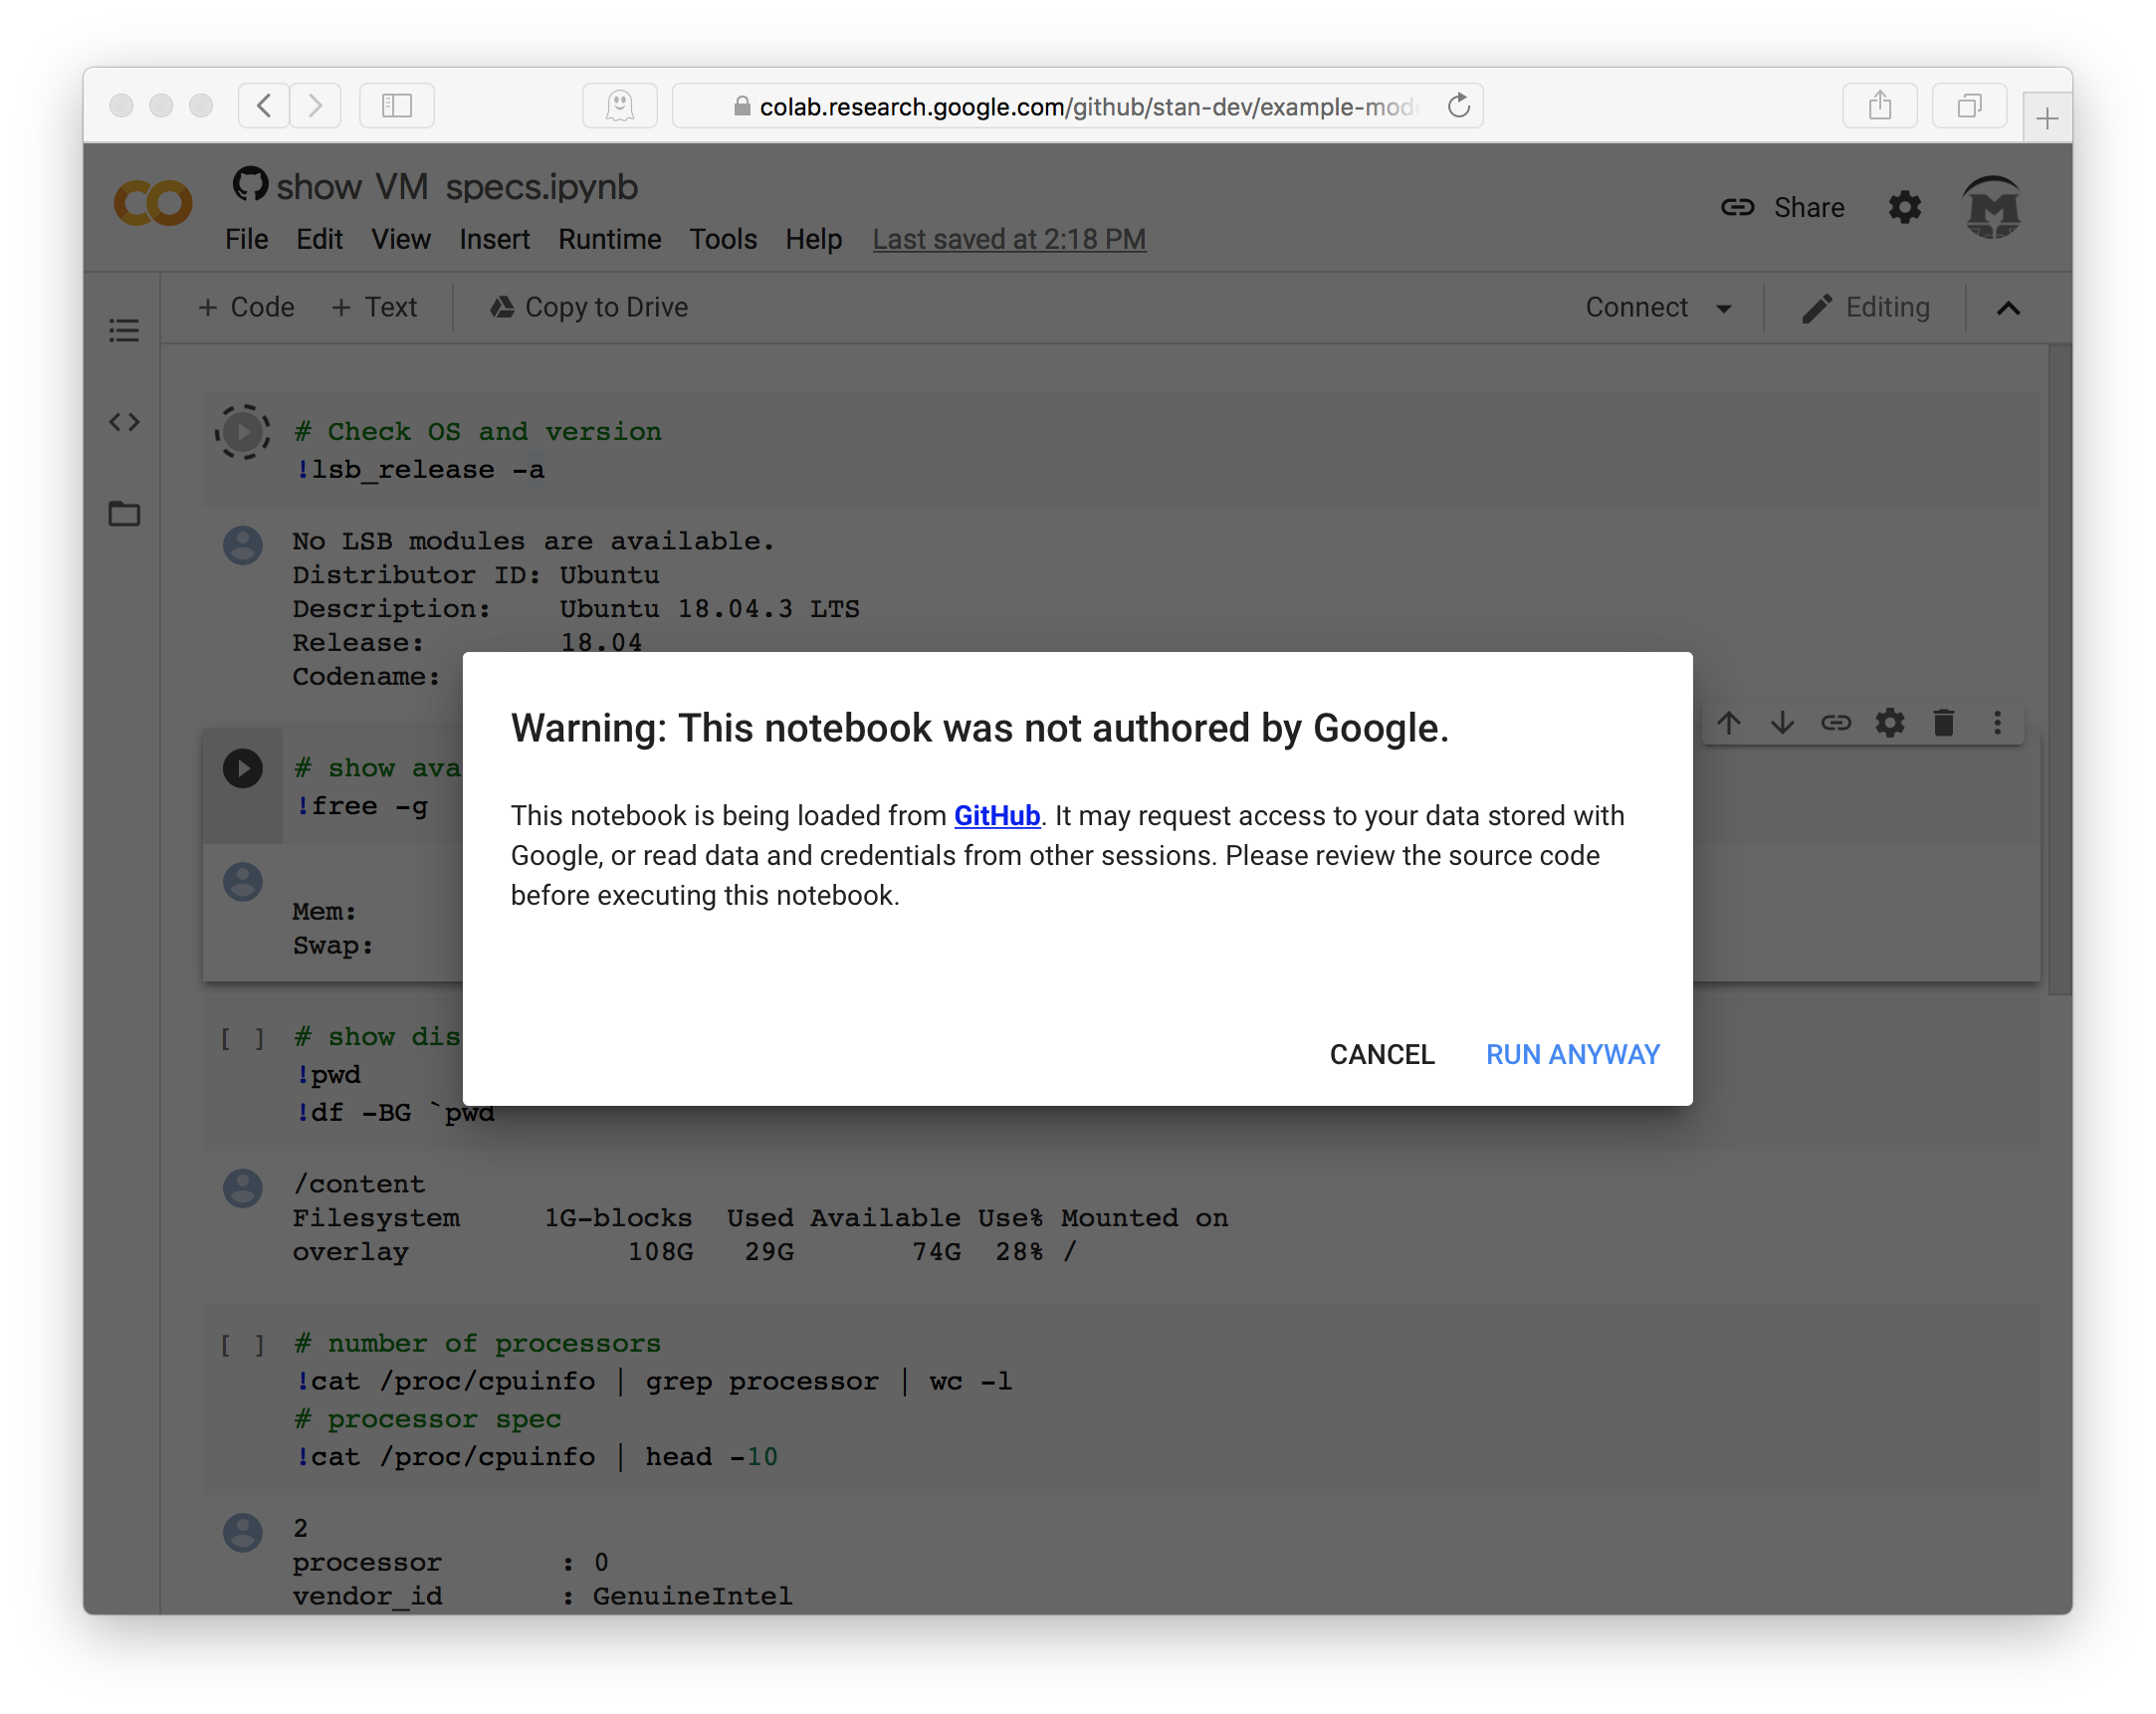 colab.research.google.com/github/stan-dev/example-mod
show VM specs.ipynb
Share
File Edit View Insert Runtime Tools Help Last saved at 2:18 PM
+ Code + Text Copy to Drive Connect Editing
# Check OS and version
!lsb_release -a
No LSB modules are available.
Distributor ID: Ubuntu
Description: Ubuntu 18.04.3 LTS
Release: 18.04
Codename:
Warning: This notebook was not authored by Google.
This notebook is being loaded from GitHub. It may request access to your data stored with
Google, or read data and credentials from other sessions. Please review the source code
before executing this notebook.
CANCEL RUN ANYWAY
# show ava
!free -g
Mem:
Swap:
[ ] # show dis
!pwd
!df -BG `pwd
/content
Filesystem 1G-blocks Used Available Use% Mounted on
overlay 108G 29G 74G 28% /
[ ] # number of processors
!cat /proc/cpuinfo | grep processor | wc -l
# processor spec
!cat /proc/cpuinfo | head -10
2
processor : 0
vendor_id : GenuineIntel